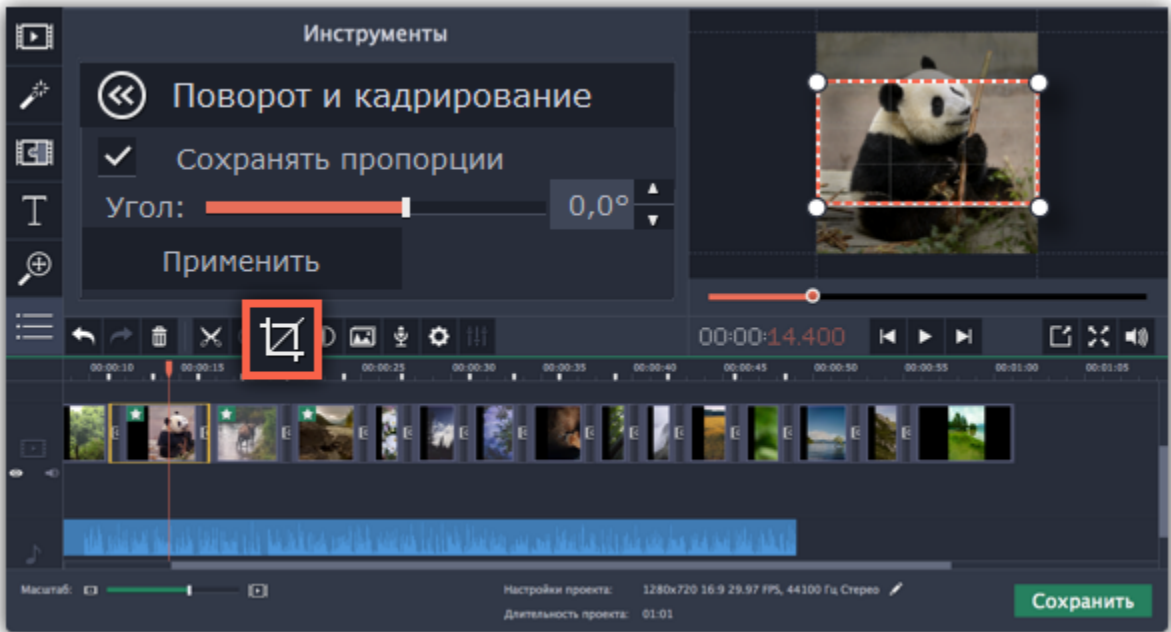 Инструменты
Поворот и кадрирование
Сохранять пропорции
Угол:
0,0°
Применить
00:00:14.400
00:00:10
00:00:15
00:00:25
00:00:30
00:00:35
00:00:40
00:00:45
00:00:50
00:00:55
00:01:00
00:01:05
Масштаб:
Настройки проекта: 1280x720 16:9 29.97 FPS, 44100 Гц Стерео
Длительность проекта: 01:01
Сохранить